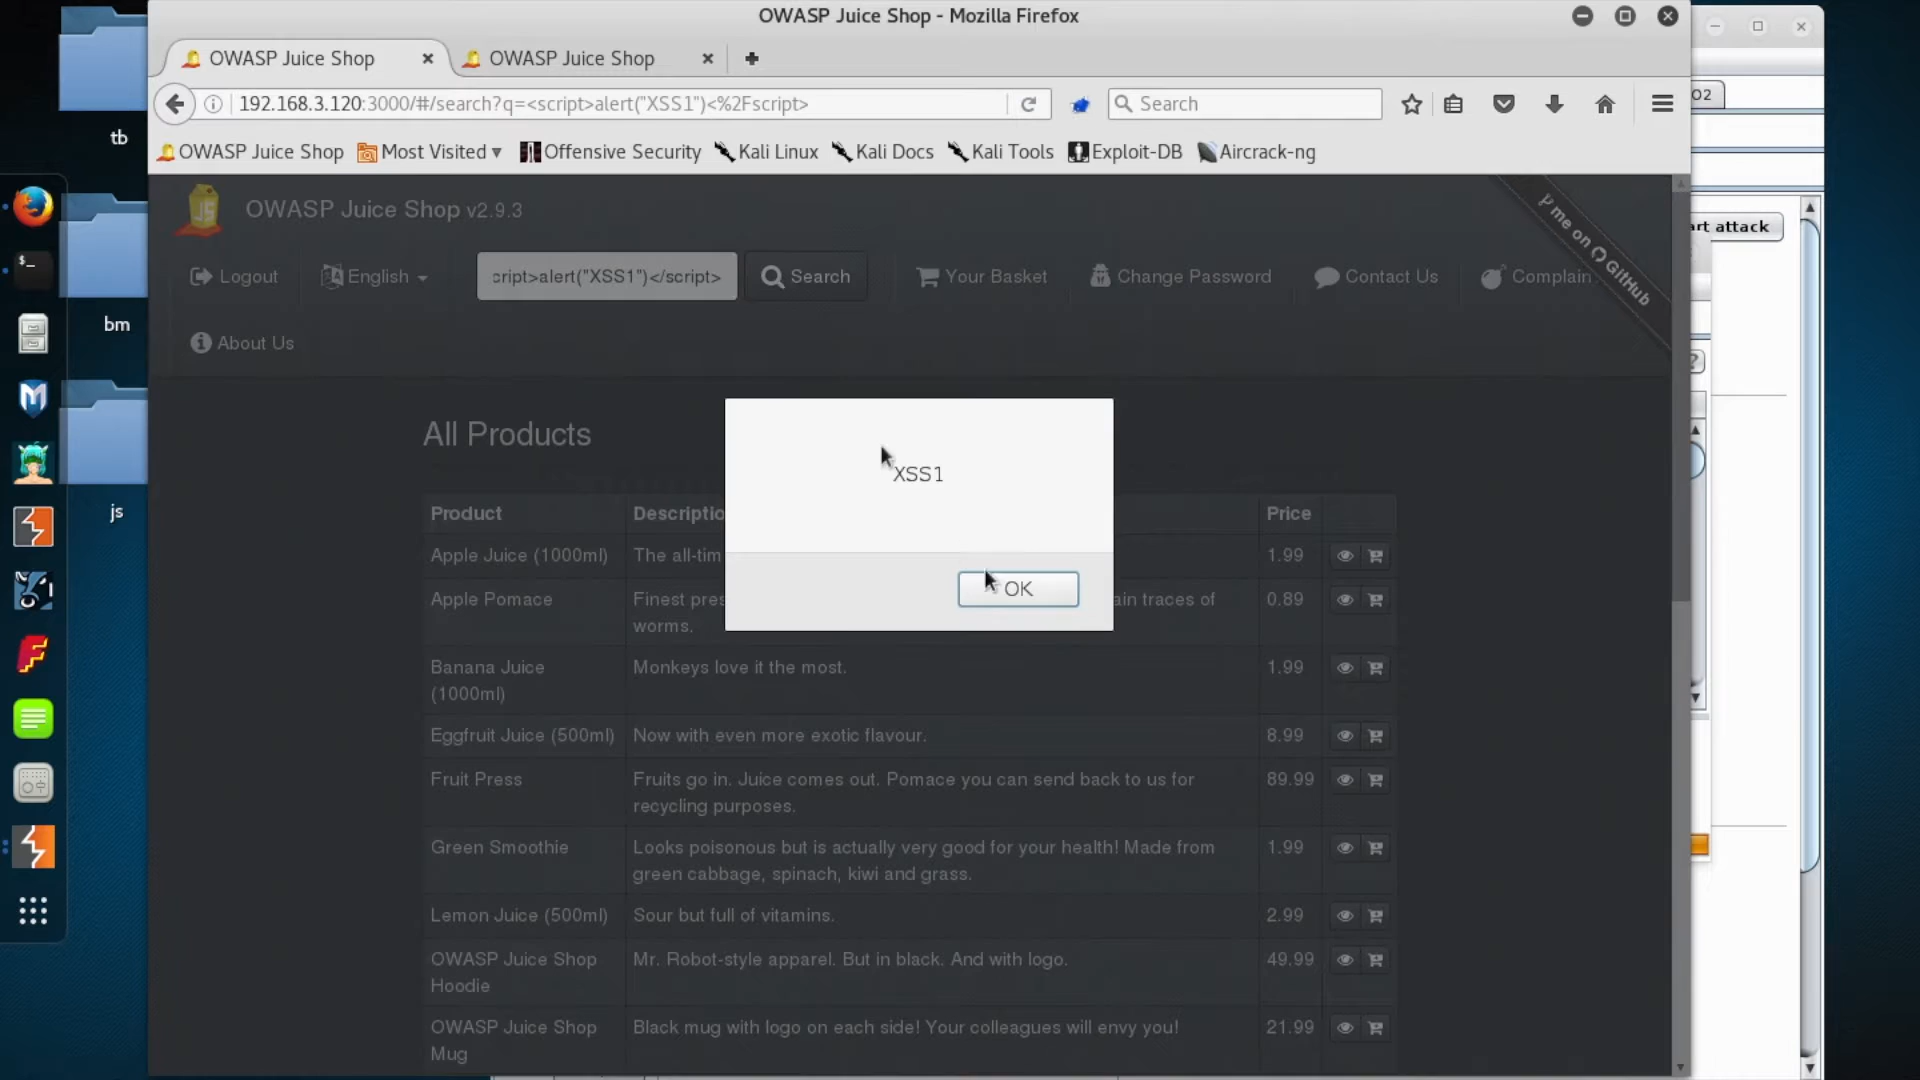 OWASP Juice Shop - Mozilla Firefox
OWASP Juice Shop
OWASP Juice Shop
192.168.3.120:3000/#/search?q=<script>alert("XSS1")<%2Fscript>
Search
OWASP Juice Shop
Most Visited
Offensive Security
Kali Linux
Kali Docs
Kali Tools
Exploit-DB
Aircrack-ng
tb
bm
js
$_
O2
art attack
?
JS
OWASP Juice Shop v2.9.3
me on GitHub
Logout
English
cript>alert("XSS1")</script>
Search
Your Basket
Change Password
Contact Us
Complain
About Us
All Products
XSS1
OK
Product Descriptio Price
Apple Juice (1000ml) The all-tim 1.99
Apple Pomace Finest pres ain traces of 0.89
worms.
Banana Juice Monkeys love it the most. 1.99
(1000ml)
Eggfruit Juice (500ml) Now with even more exotic flavour. 8.99
Fruit Press Fruits go in. Juice comes out. Pomace you can send back to us for 89.99
recycling purposes.
Green Smoothie Looks poisonous but is actually very good for your health! Made from 1.99
green cabbage, spinach, kiwi and grass.
Lemon Juice (500ml) Sour but full of vitamins. 2.99
OWASP Juice Shop Mr. Robot-style apparel. But in black. And with logo. 49.99
Hoodie
OWASP Juice Shop Black mug with logo on each side! Your colleagues will envy you! 21.99
Mug